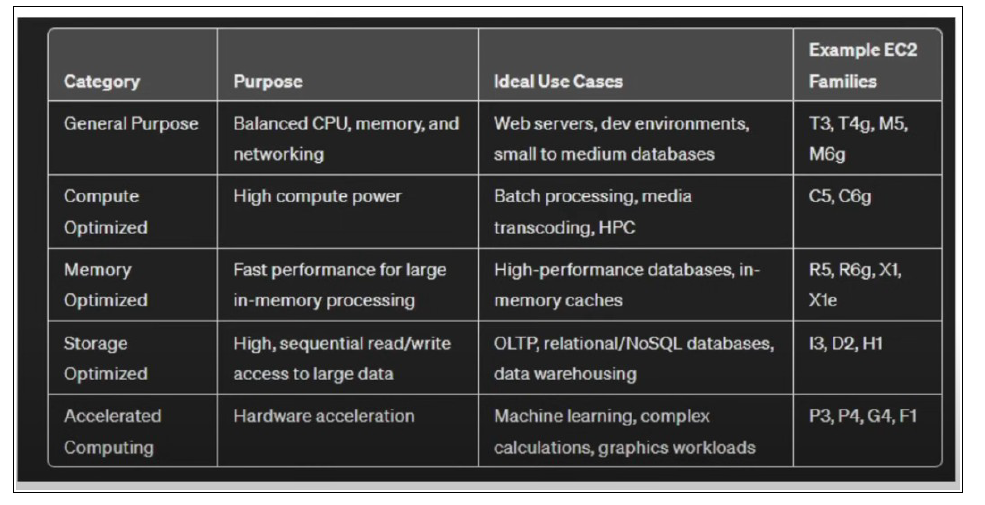 Category Purpose Ideal Use Cases Example EC2 Families
General Purpose Balanced CPU, memory, and networking Web servers, dev environments, small to medium databases T3, T4g, M5, M6g
Compute Optimized High compute power Batch processing, media transcoding, HPC C5, C6g
Memory Optimized Fast performance for large in-memory processing High-performance databases, in-memory caches R5, R6g, X1, X1e
Storage Optimized High, sequential read/write access to large data OLTP, relational/NoSQL databases, data warehousing I3, D2, H1
Accelerated Computing Hardware acceleration Machine learning, complex calculations, graphics workloads P3, P4, G4, F1